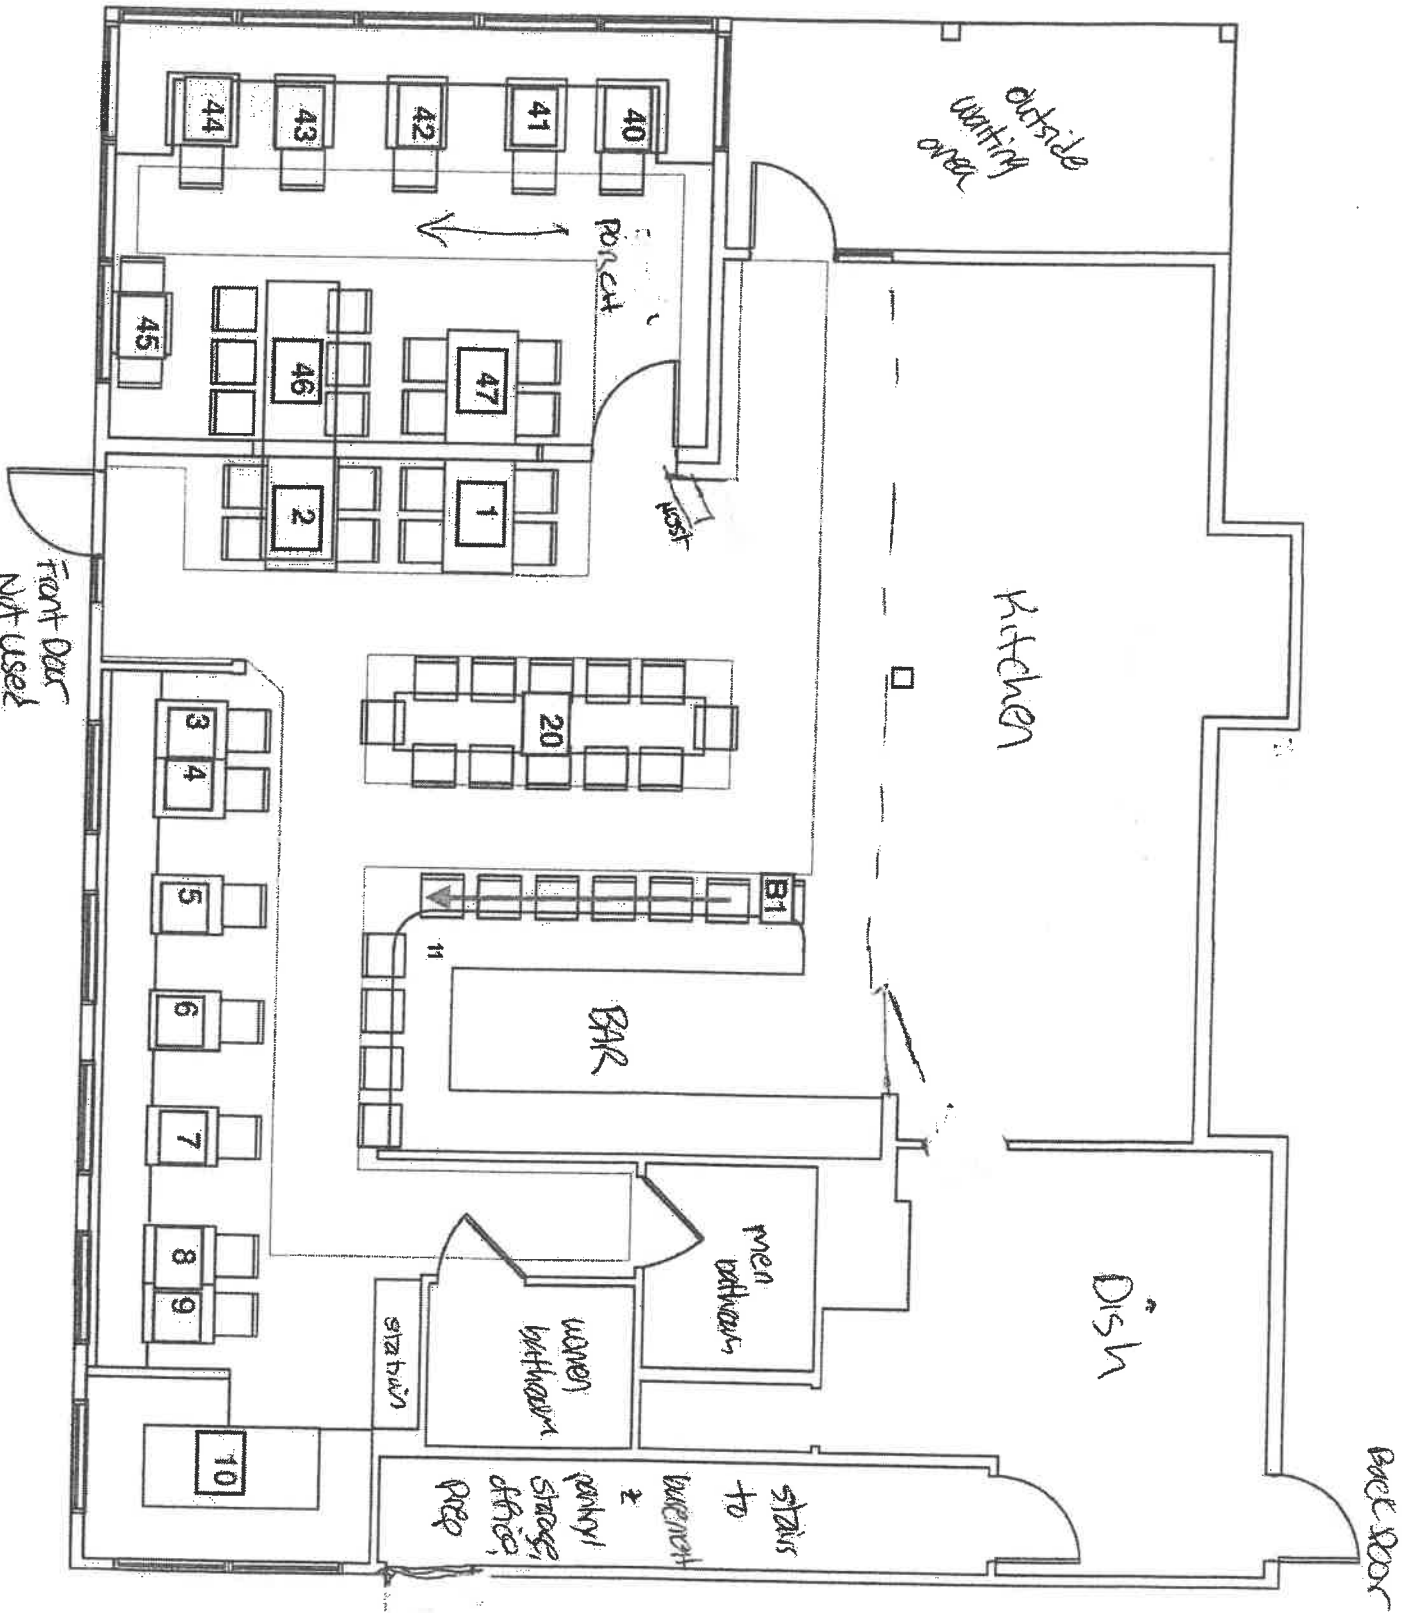 outside
waiting
area
44
43
42
41
40
PORCH
45
46
47
2
1
HOST
Front Door
Not used
Kitchen
3
4
20
B1
5
11
6
BAR
7
men
bathroom
8
9
women
bathroom
station
Dish
10
stairs
to
basement
&
pantry/
storage,
office,
Prep
Back Door